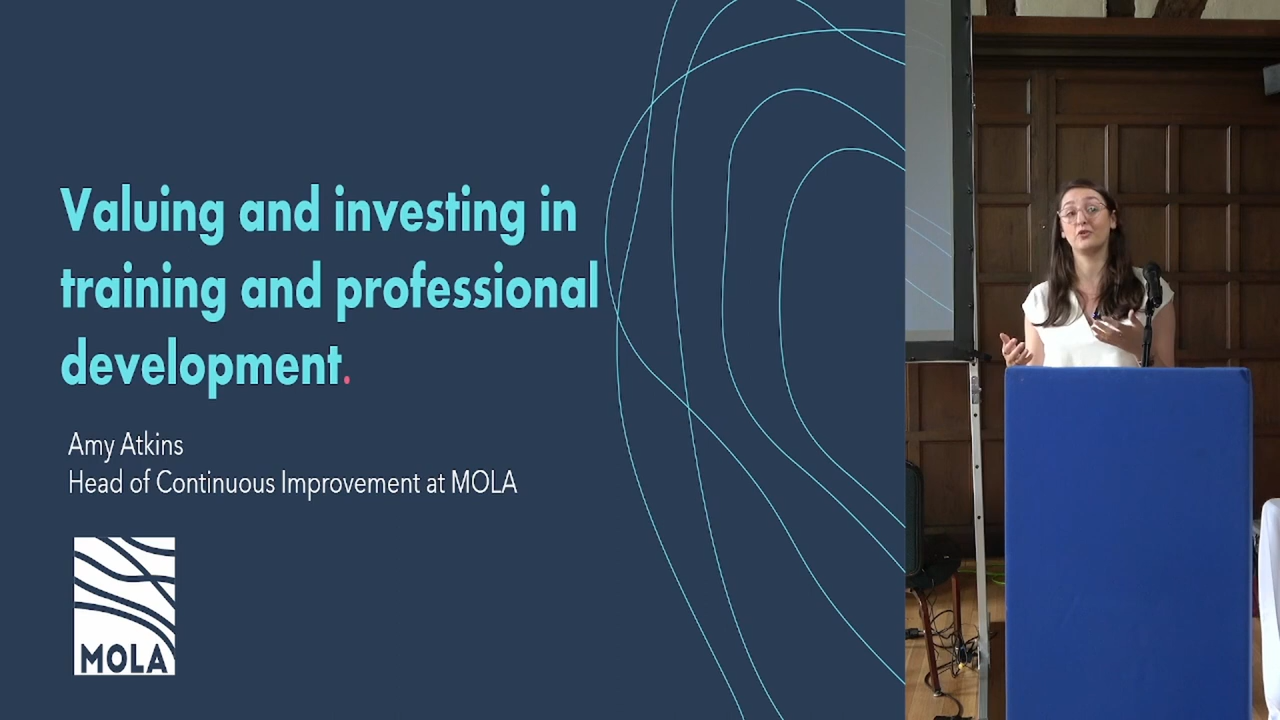 Valuing and investing in
training and professional
development.
Amy Atkins
Head of Continuous Improvement at MOLA
MOLA